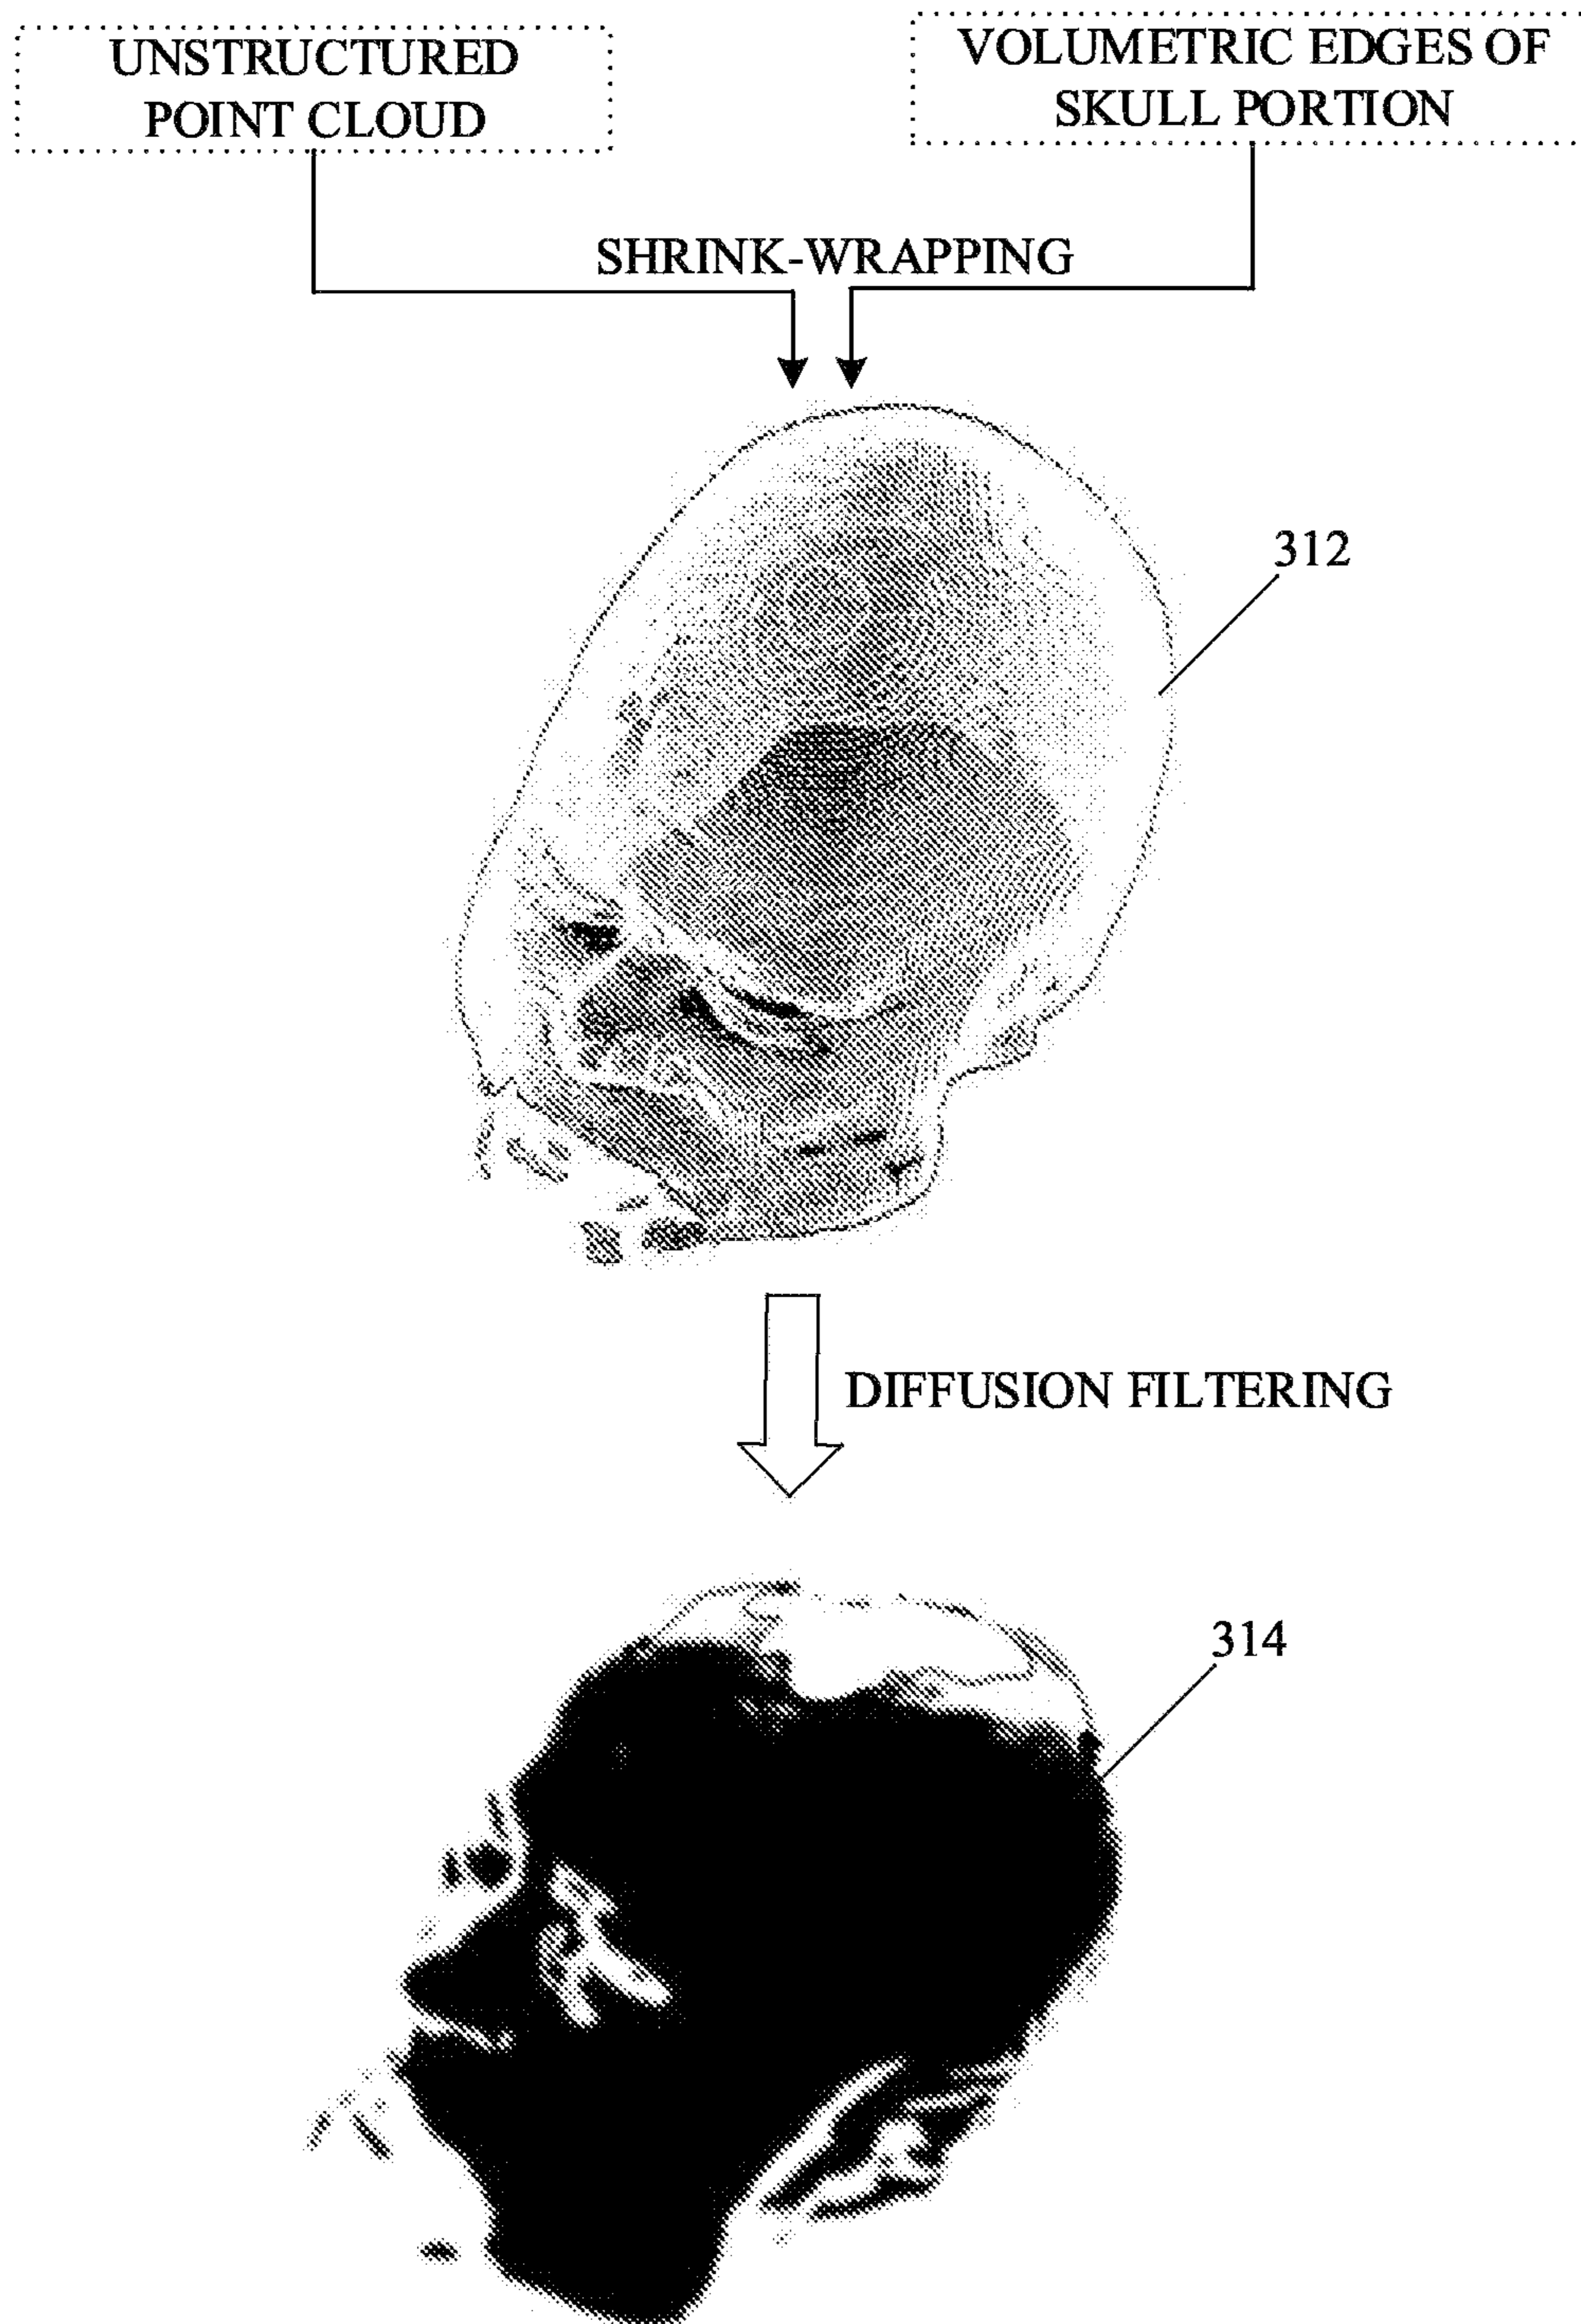 UNSTRUCTURED
POINT CLOUD
VOLUMETRIC EDGES OF
SKULL PORTION
SHRINK-WRAPPING
312
DIFFUSION FILTERING
314